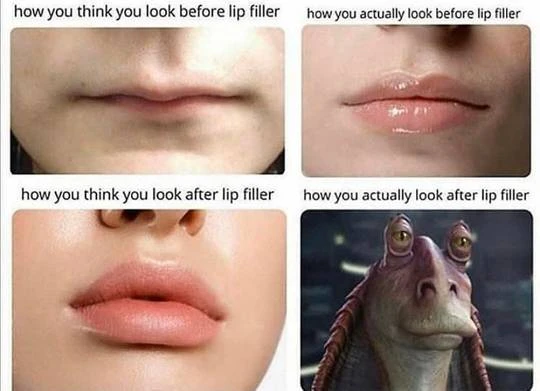 how you think you look before lip filler
how you actually look before lip filler
how you think you look after lip filler
how you actually look after lip filler